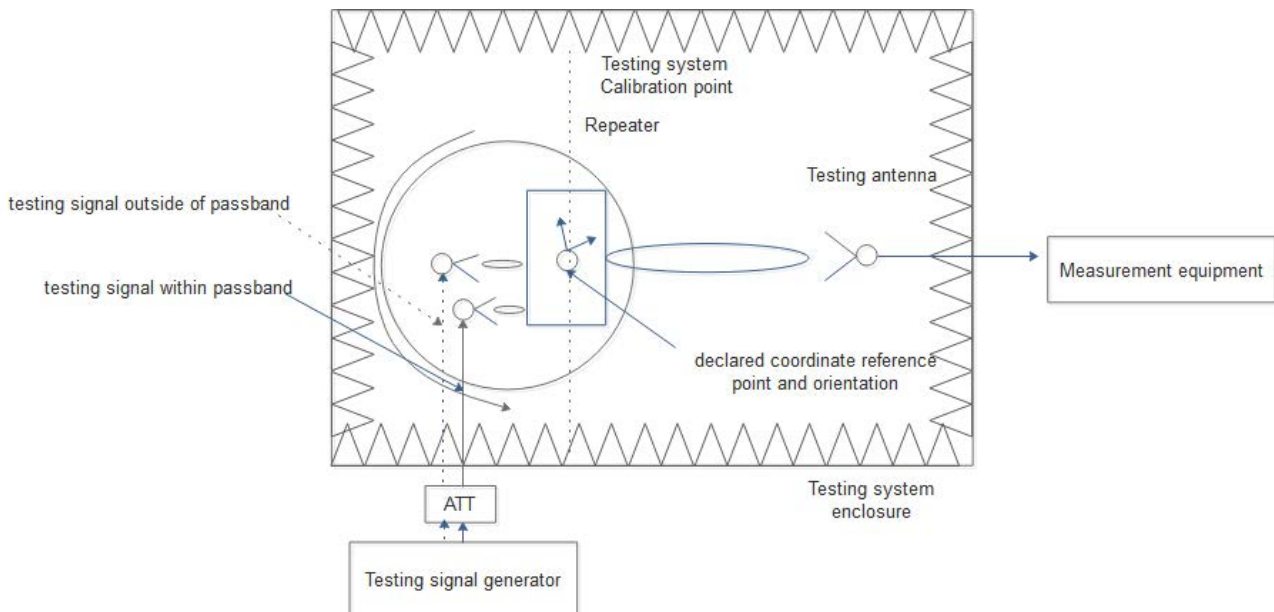 Testing system
Calibration point
Repeater
Testing antenna
testing signal outside of passband
testing signal within passband
Measurement equipment
declared coordinate reference
point and orientation
Testing system
enclosure
ATT
Testing signal generator